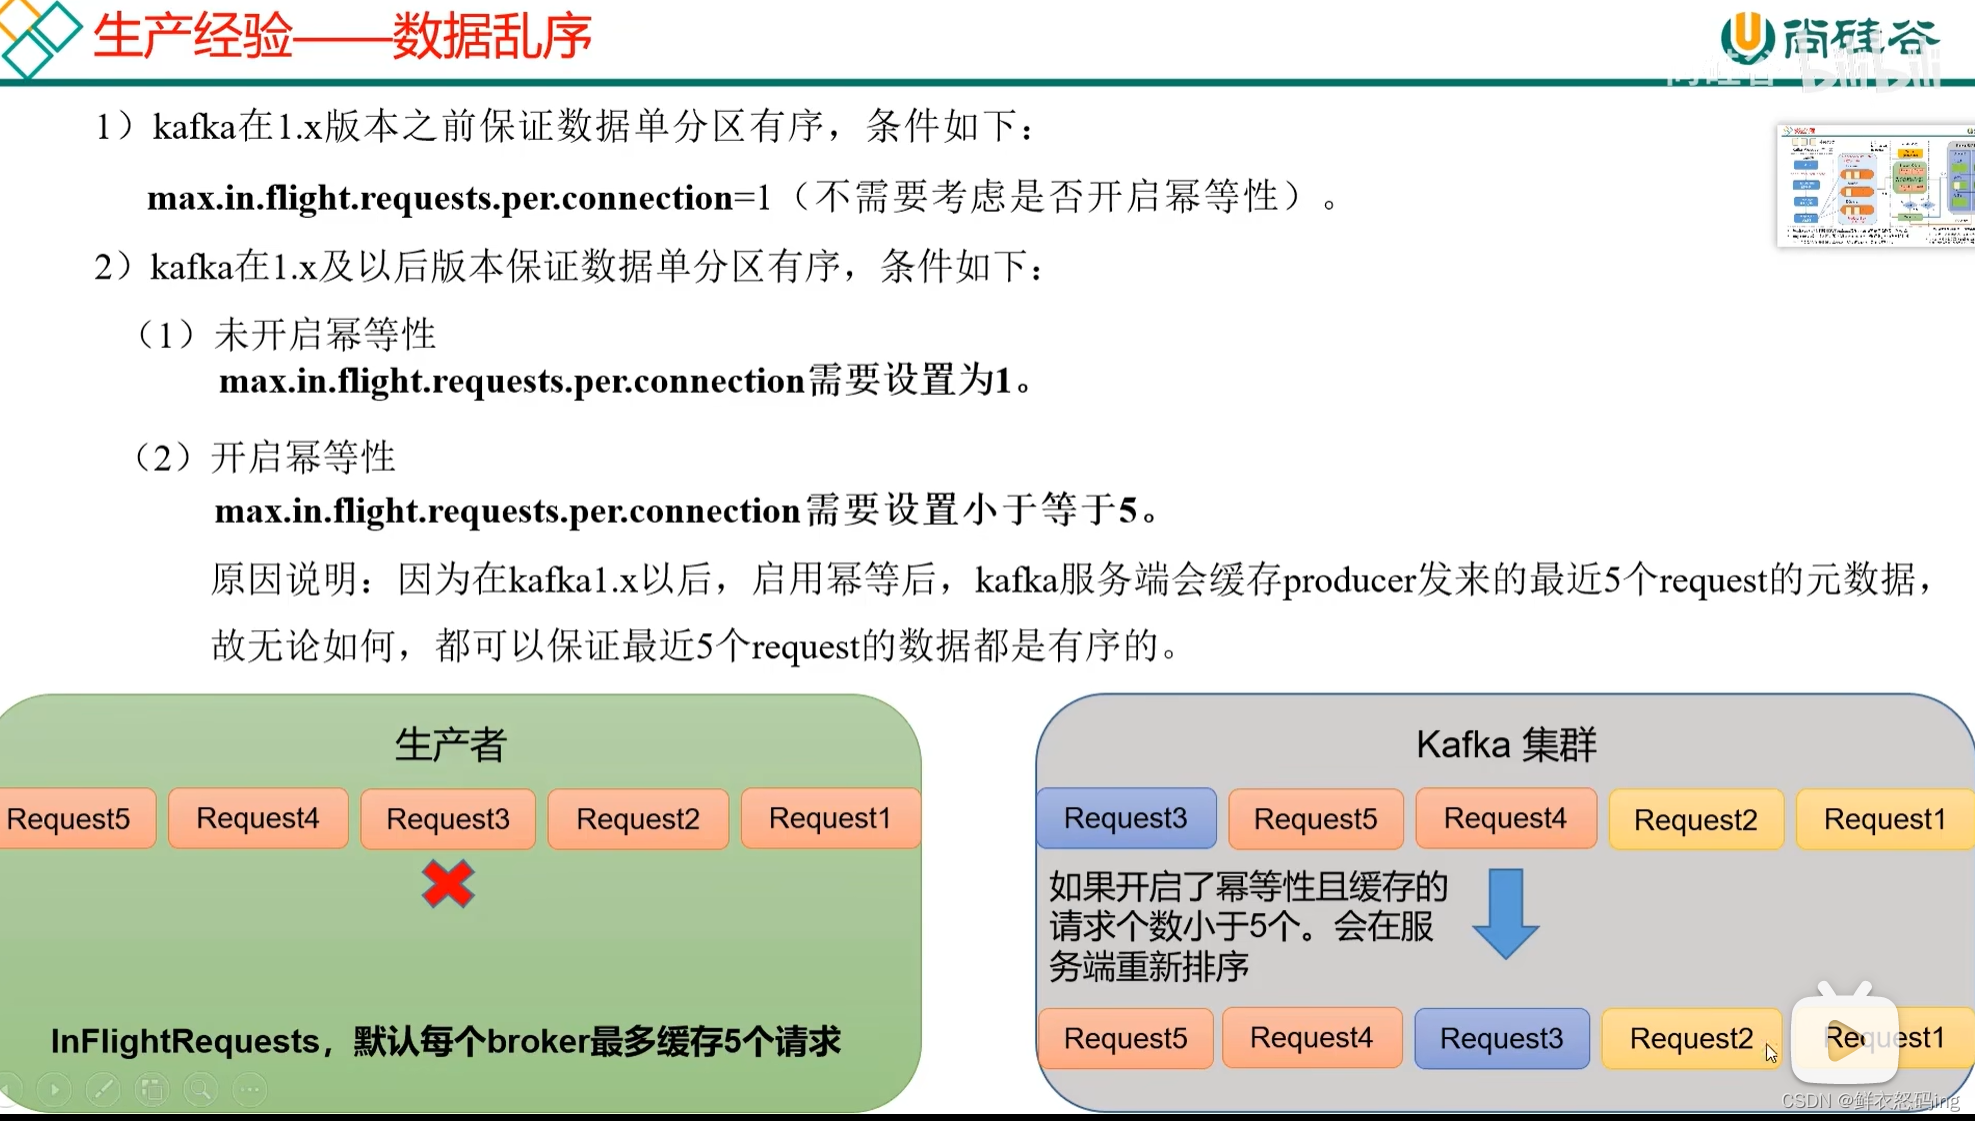 生产经验——数据乱序
尚硅谷
bilibili
1）kafka在1.x版本之前保证数据单分区有序，条件如下：
max.in.flight.requests.per.connection=1（不需要考虑是否开启幂等性）。
2）kafka在1.x及以后版本保证数据单分区有序，条件如下：
（1）未开启幂等性
max.in.flight.requests.per.connection需要设置为1。
（2）开启幂等性
max.in.flight.requests.per.connection需要设置小于等于5。
原因说明：因为在kafka1.x以后，启用幂等后，kafka服务端会缓存producer发来的最近5个request的元数据，
故无论如何，都可以保证最近5个request的数据都是有序的。
生产者
Request5 Request4 Request3 Request2 Request1
InFlightRequests，默认每个broker最多缓存5个请求
Kafka 集群
Request3 Request5 Request4 Request2 Request1
如果开启了幂等性且缓存的
请求个数小于5个。会在服
务端重新排序
Request5 Request4 Request3 Request2 Request1
CSDN @鲜衣怒码ing